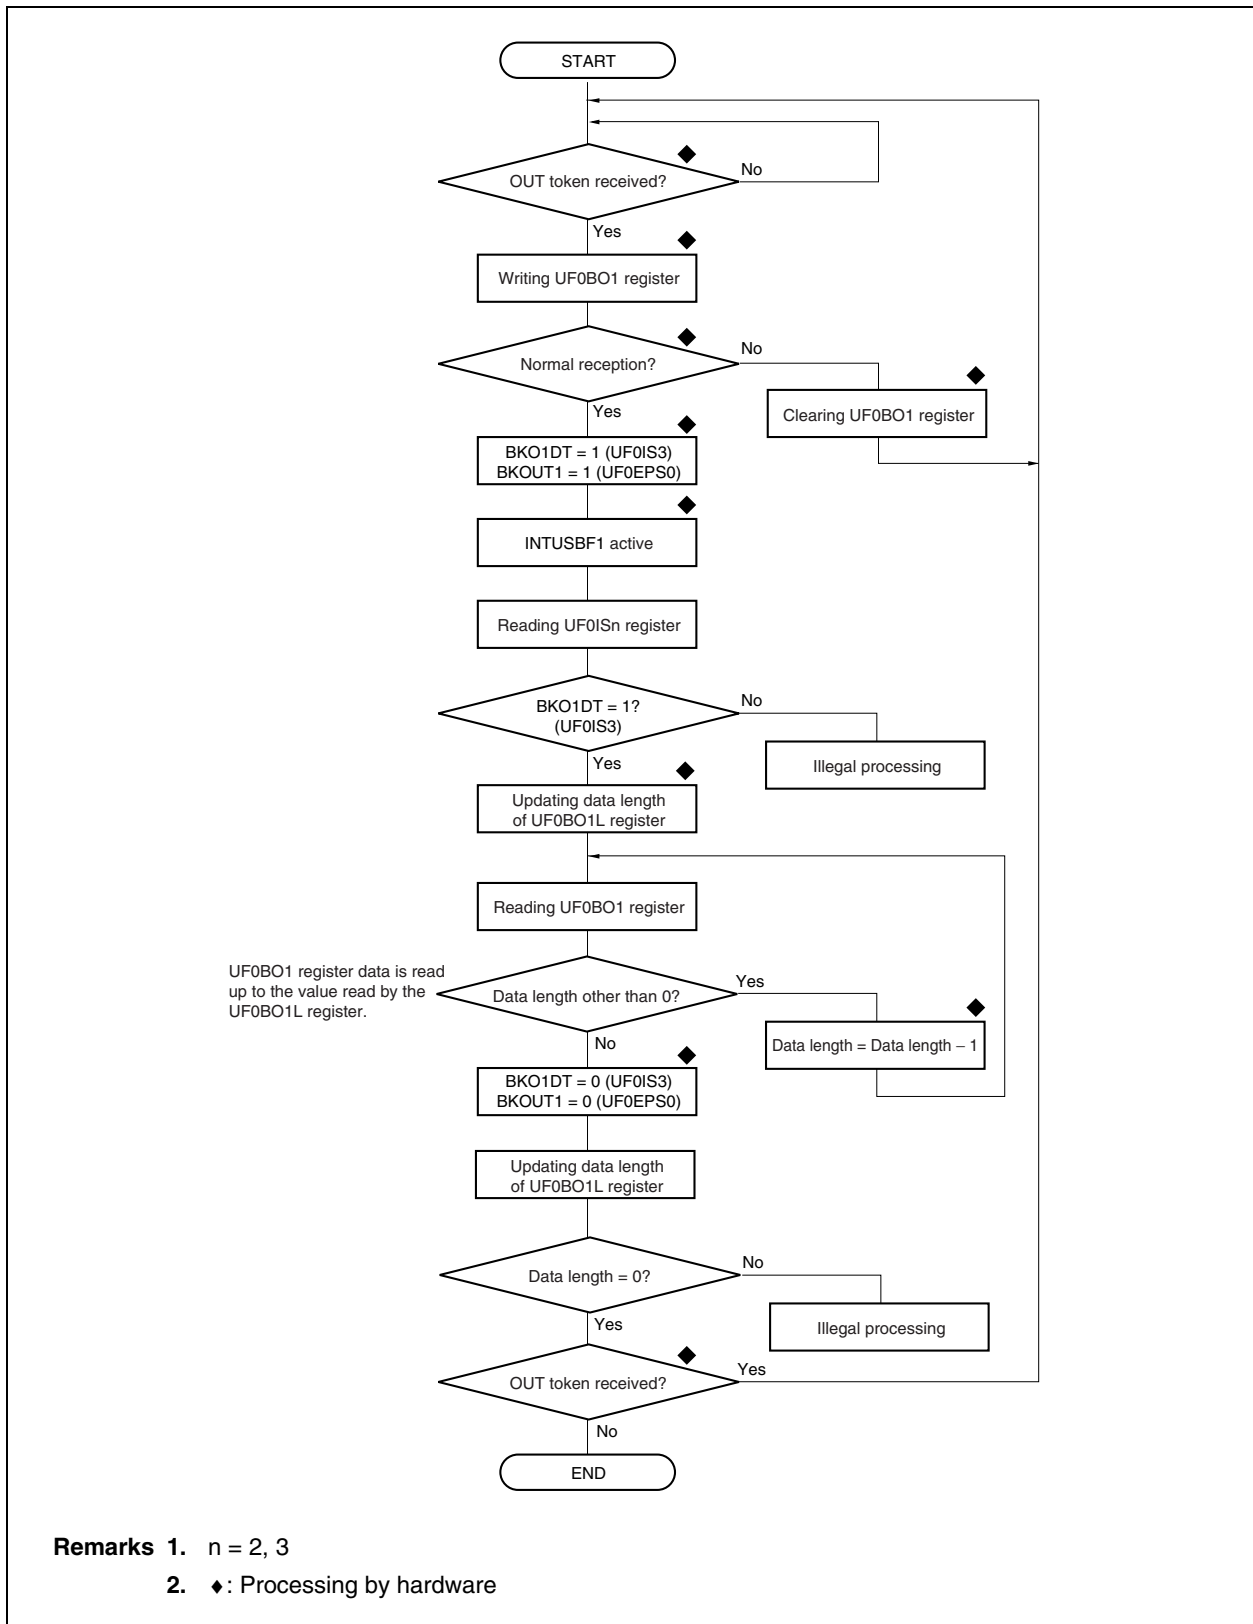 START
OUT token received?
No
Yes
Writing UF0BO1 register
Normal reception?
No
Yes
Clearing UF0BO1 register
BKO1DT = 1 (UF0IS3)
BKOUT1 = 1 (UF0EPS0)
INTUSBF1 active
Reading UF0ISn register
BKO1DT = 1?
(UF0IS3)
No
Yes
Illegal processing
Updating data length
of UF0BO1L register
Reading UF0BO1 register
UF0BO1 register data is read
up to the value read by the
UF0BO1L register.
Data length other than 0?
Yes
No
Data length = Data length – 1
BKO1DT = 0 (UF0IS3)
BKOUT1 = 0 (UF0EPS0)
Updating data length
of UF0BO1L register
Data length = 0?
No
Yes
Illegal processing
OUT token received?
Yes
No
END
Remarks 1. n = 2, 3
2. ♦: Processing by hardware